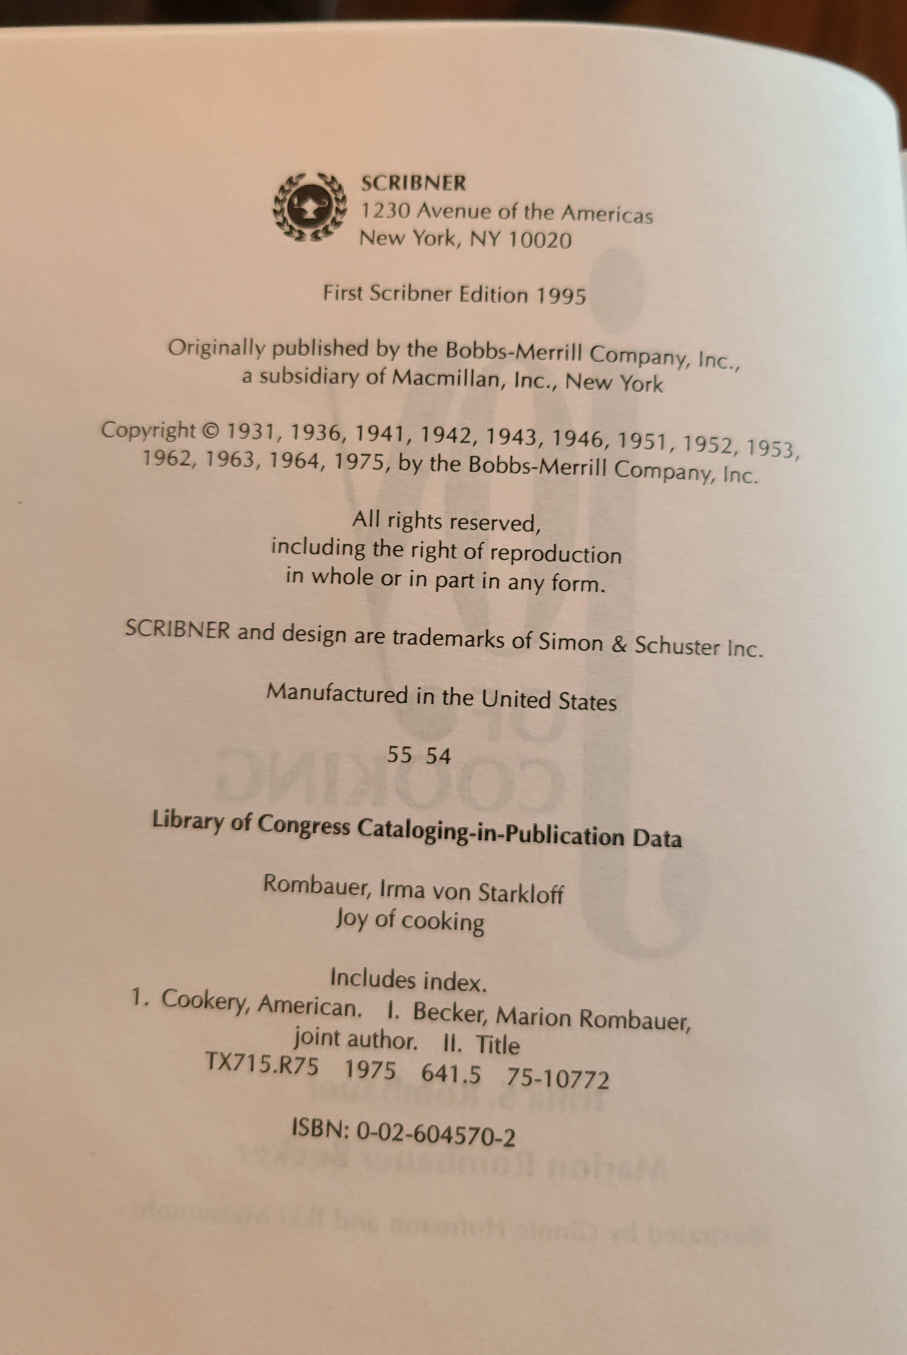 SCRIBNER
1230 Avenue of the Americas
New York, NY 10020
First Scribner Edition 1995
Originally published by the Bobbs-Merrill Company, Inc.,
a subsidiary of Macmillan, Inc., New York
Copyright © 1931, 1936, 1941, 1942, 1943, 1946, 1951, 1952, 1953,
1962, 1963, 1964, 1975, by the Bobbs-Merrill Company, Inc.
All rights reserved,
including the right of reproduction
in whole or in part in any form.
SCRIBNER and design are trademarks of Simon & Schuster Inc.
Manufactured in the United States
55 54
Library of Congress Cataloging-in-Publication Data
Rombauer, Irma von Starkloff
Joy of cooking
Includes index.
1. Cookery, American. I. Becker, Marion Rombauer,
joint author. II. Title
TX715.R75 1975 641.5 75-10772
ISBN: 0-02-604570-2